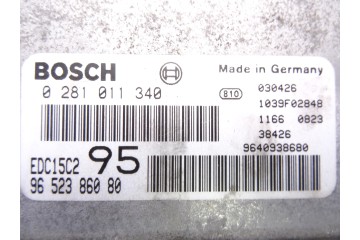 BOSCH
Made in Germany
0 281 011 340
B10
030426
1039F02848
1166 0823
38426
9640938680
EDC15C2 95
96 523 860 80